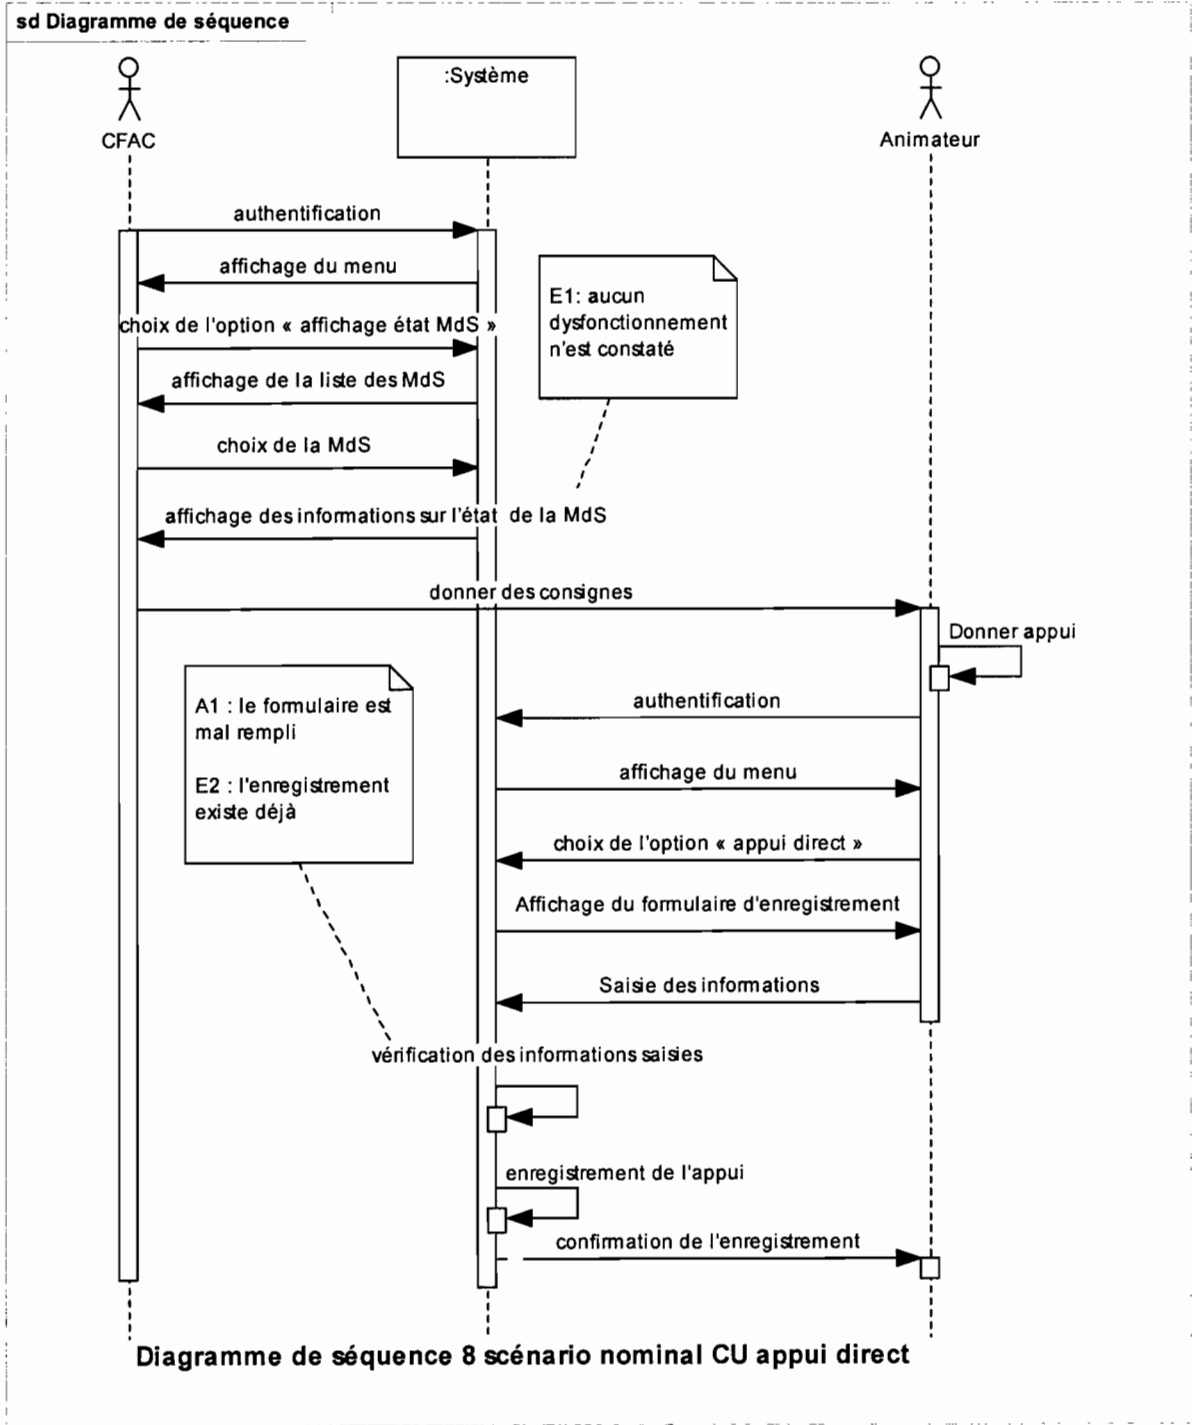 sd Diagramme de séquence
:Système
CFAC
Animateur
authentification
affichage du menu
E1: aucun
dysfonctionnement
n'est constaté
choix de l'option « affichage état MdS »
affichage de la liste des MdS
choix de la MdS
affichage des informations sur l'état de la MdS
donner des consignes
Donner appui
A1 : le formulaire est
mal rempli
E2 : l'enregistrement
existe déjà
authentification
affichage du menu
choix de l'option « appui direct »
Affichage du formulaire d'enregistrement
Saisie des informations
vérification des informations saisies
enregistrement de l'appui
confirmation de l'enregistrement
Diagramme de séquence 8 scénario nominal CU appui direct